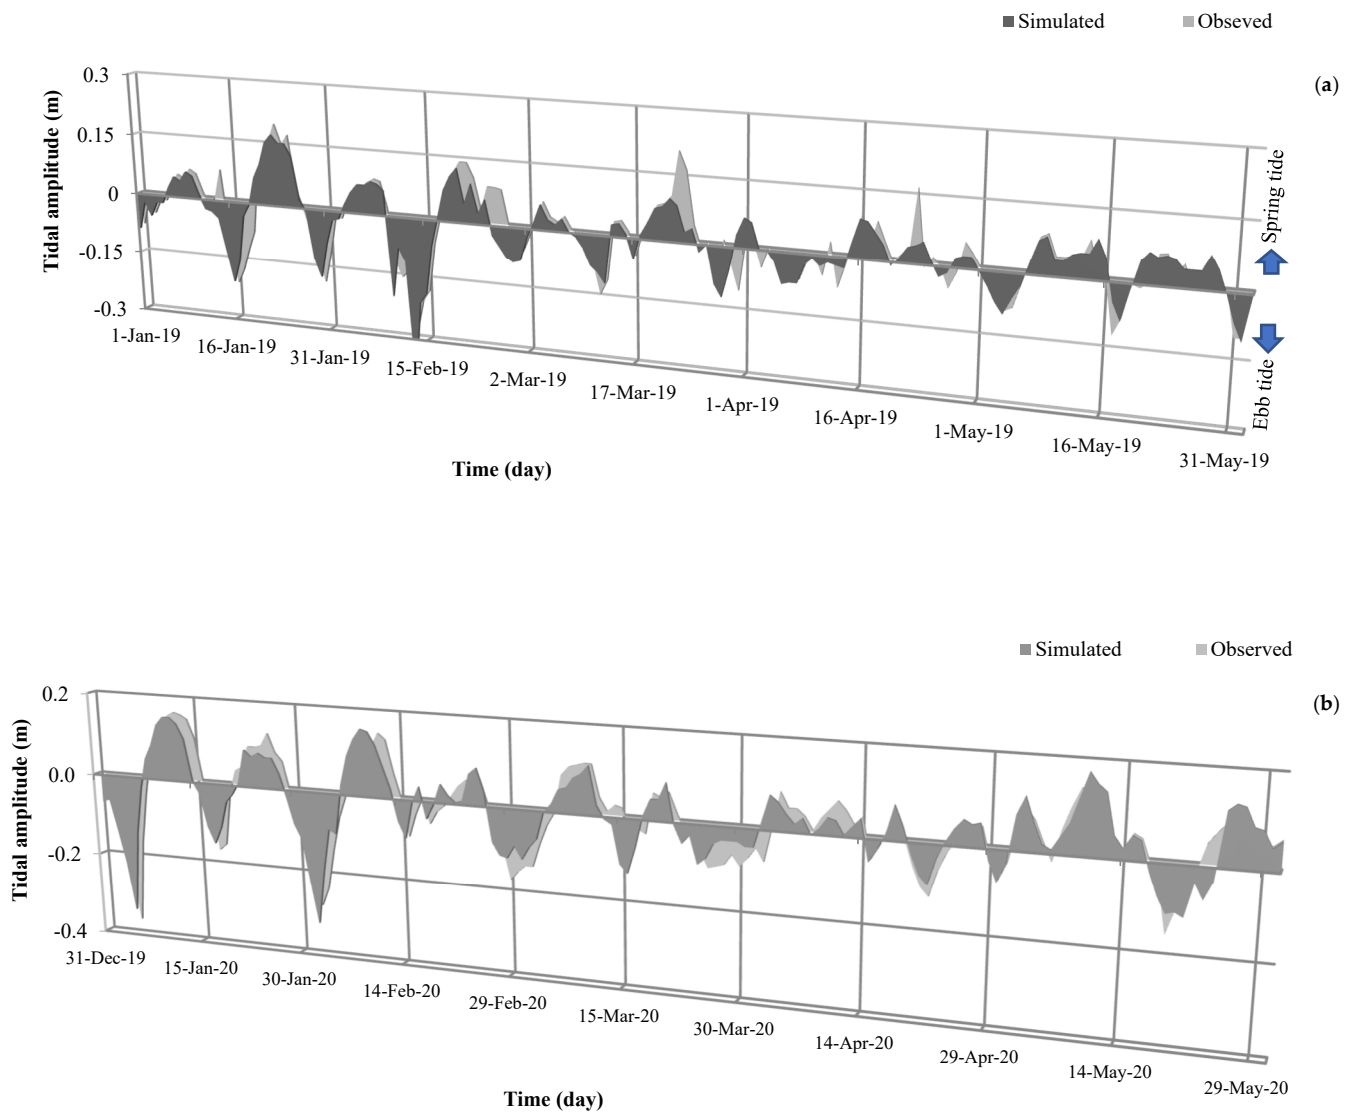 Simulated
Obseved
(a)
Tidal amplitude (m)
0.3
0.15
0
-0.15
-0.3
1-Jan-19
16-Jan-19
31-Jan-19
15-Feb-19
2-Mar-19
17-Mar-19
1-Apr-19
16-Apr-19
1-May-19
16-May-19
31-May-19
Spring tide
Ebb tide
Time (day)
Simulated
Observed
(b)
Tidal amplitude (m)
0.2
0.0
-0.2
-0.4
31-Dec-19
15-Jan-20
30-Jan-20
14-Feb-20
29-Feb-20
15-Mar-20
30-Mar-20
14-Apr-20
29-Apr-20
14-May-20
29-May-20
Time (day)